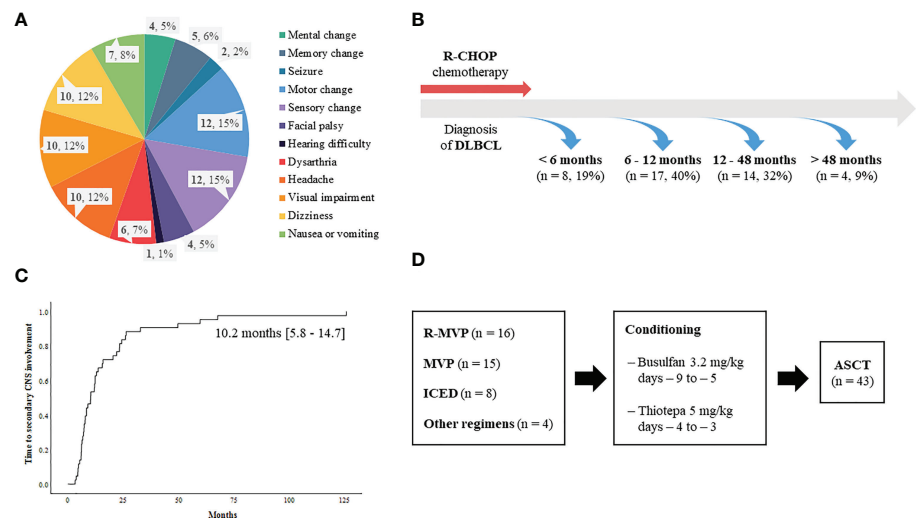 A
4, 5%
5, 6%
2, 2%
12, 15%
12, 15%
4, 5%
1, 1%
6, 7%
10, 12%
10, 12%
10, 12%
7, 8%
Mental change
Memory change
Seizure
Motor change
Sensory change
Facial palsy
Hearing difficulty
Dysarthria
Headache
Visual impairment
Dizziness
Nausea or vomiting
B
R-CHOP
chemotherapy
Diagnosis
of DLBCL
< 6 months
(n = 8, 19%)
6 - 12 months
(n = 17, 40%)
12 - 48 months
(n = 14, 32%)
> 48 months
(n = 4, 9%)
C
Time to secondary CNS involvement
1.0
0.8
0.6
0.4
0.2
0.0
10.2 months [5.8 - 14.7]
0 25 50 75 100 125
Months
D
R-MVP (n = 16)
MVP (n = 15)
ICED (n = 8)
Other regimens (n = 4)
Conditioning
– Busulfan 3.2 mg/kg
days – 9 to – 5
– Thiotepa 5 mg/kg
days – 4 to – 3
ASCT
(n = 43)